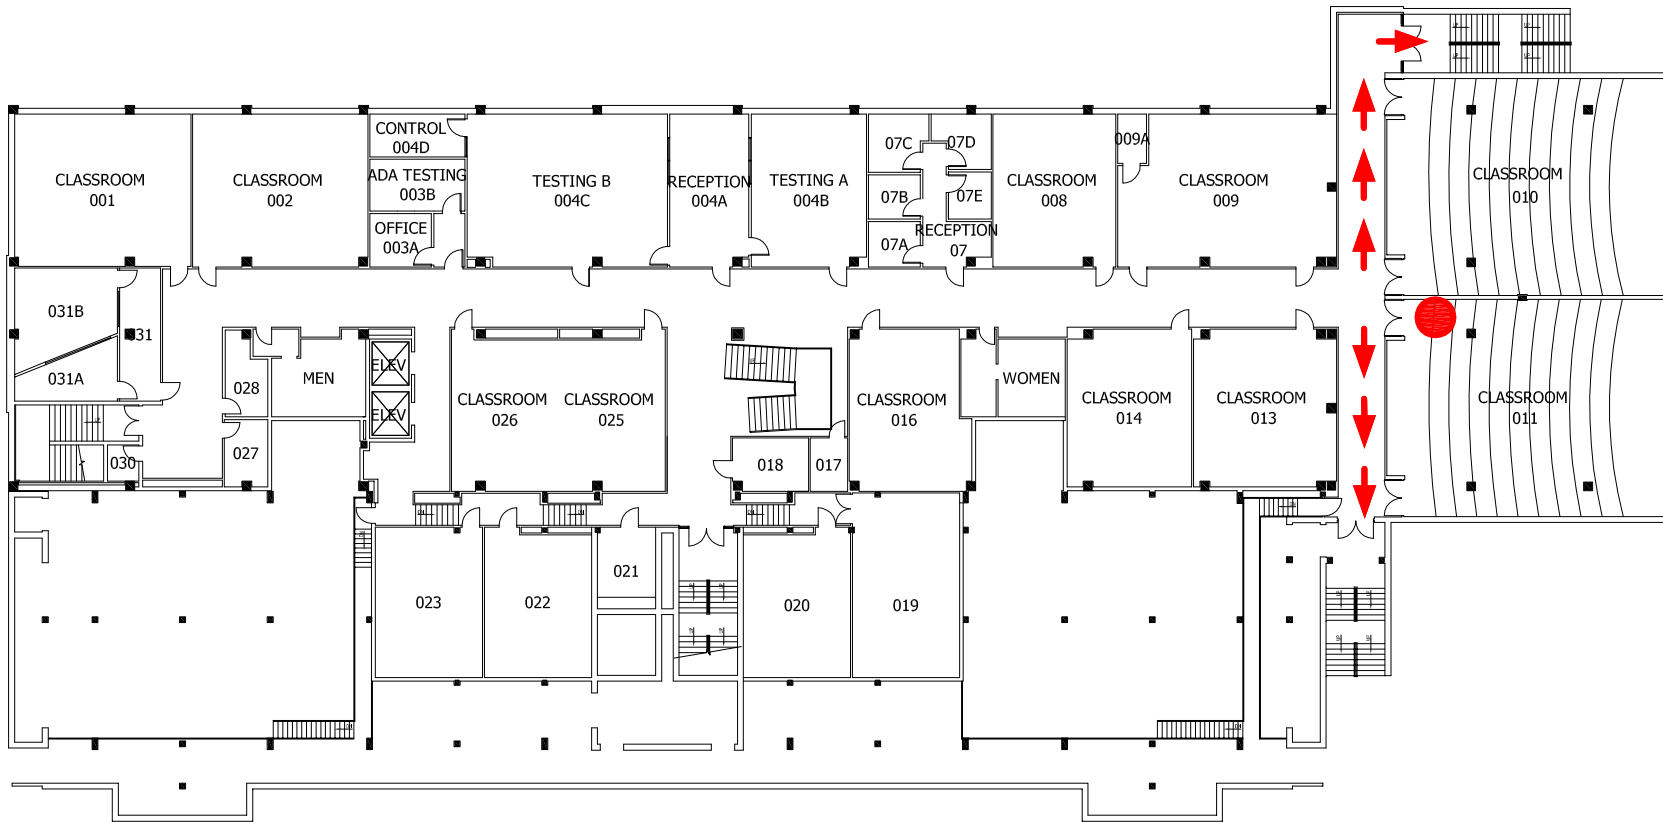 CLASSROOM
001
CLASSROOM
002
CONTROL
004D
ADA TESTING
003B
OFFICE
003A
TESTING B
004C
RECEPTION
004A
TESTING A
004B
07C
07D
07B
07E
07A
RECEPTION
07
CLASSROOM
008
009A
CLASSROOM
009
CLASSROOM
010
031B
031
031A
028
MEN
ELEV
ELEV
027
030
CLASSROOM
026
CLASSROOM
025
018
017
CLASSROOM
016
WOMEN
CLASSROOM
014
CLASSROOM
013
CLASSROOM
011
023
022
021
020
019